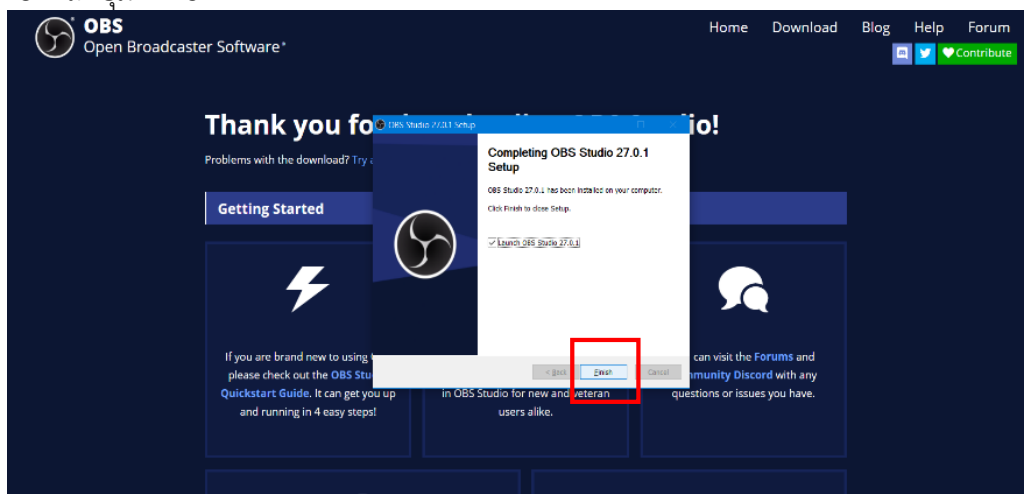 OBS
Open Broadcaster Software
Home Download Blog Help Forum
Contribute
Thank you fo
io!
Problems with the download? Try
OBS Studio 27.0.1 Setup
Completing OBS Studio 27.0.1
Setup
OBS Studio 27.0.1 has been installed on your computer.
Click Finish to close Setup.
Launch OBS Studio 27.0.1
< Back Finish Cancel
Getting Started
If you are brand new to using
please check out the OBS Stu
Quickstart Guide. It can get you up
and running in 4 easy steps!
in OBS Studio for new and veteran
users alike.
can visit the Forums and
munity Discord with any
questions or issues you have.